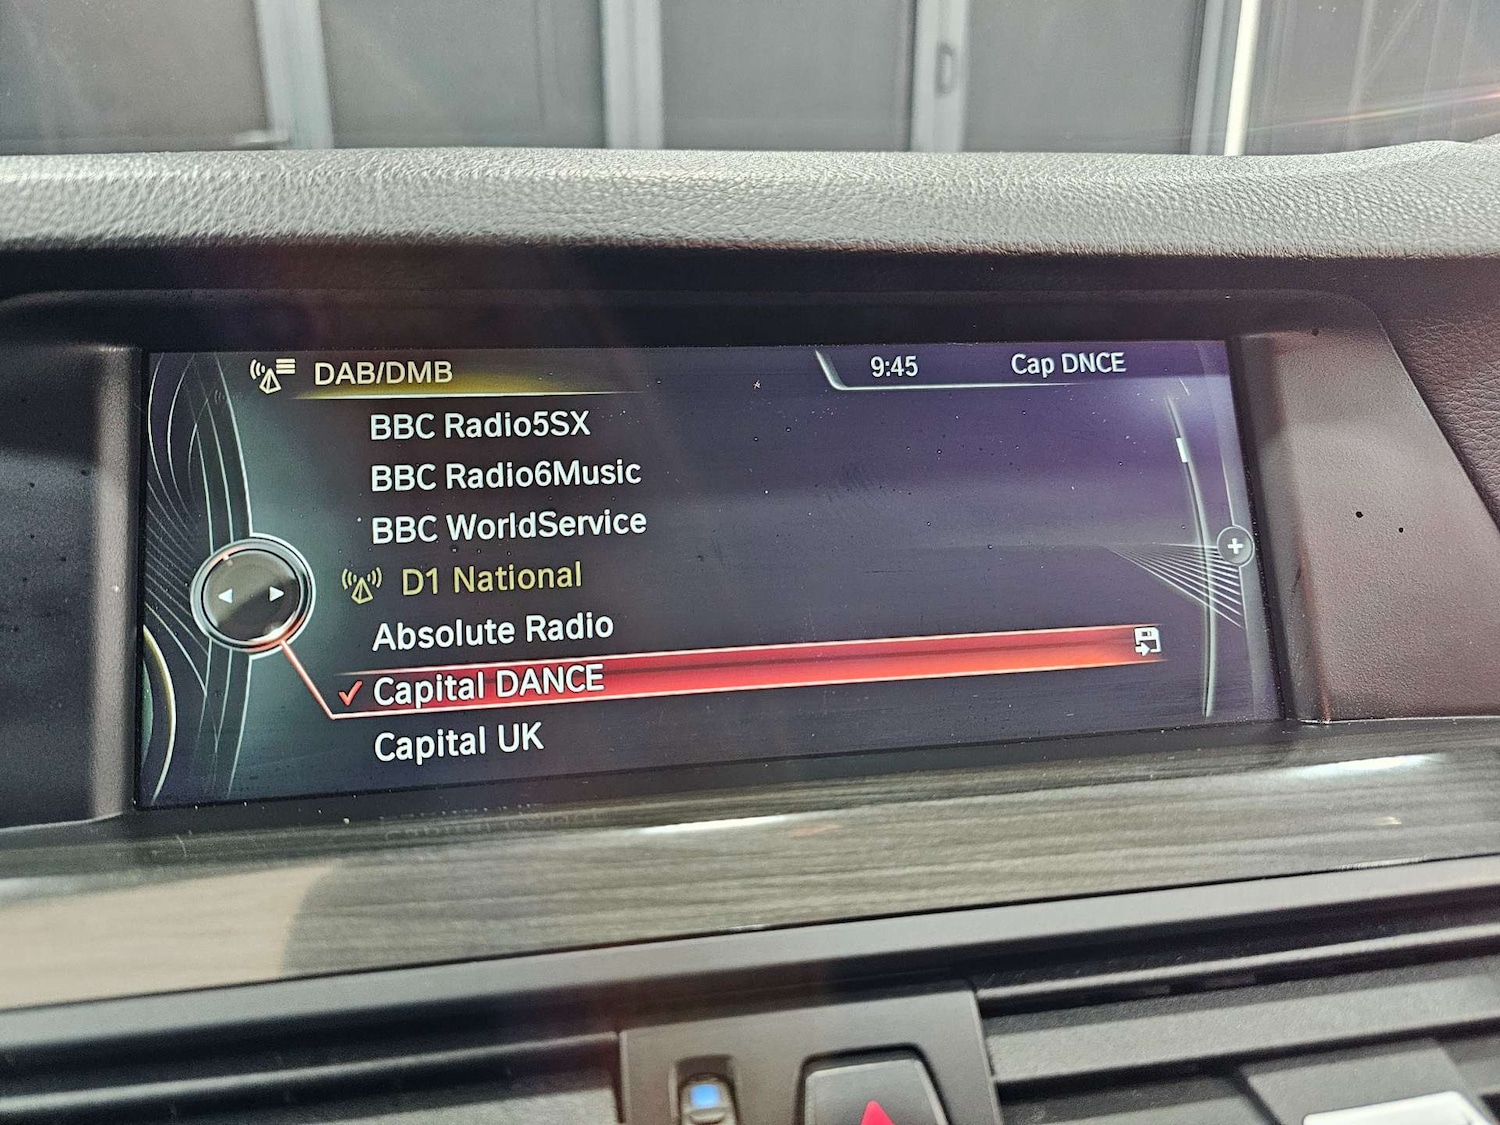 DAB/DMB
9:45
Cap DNCE
BBC Radio5SX
BBC Radio6Music
BBC WorldService
D1 National
Absolute Radio
Capital DANCE
Capital UK